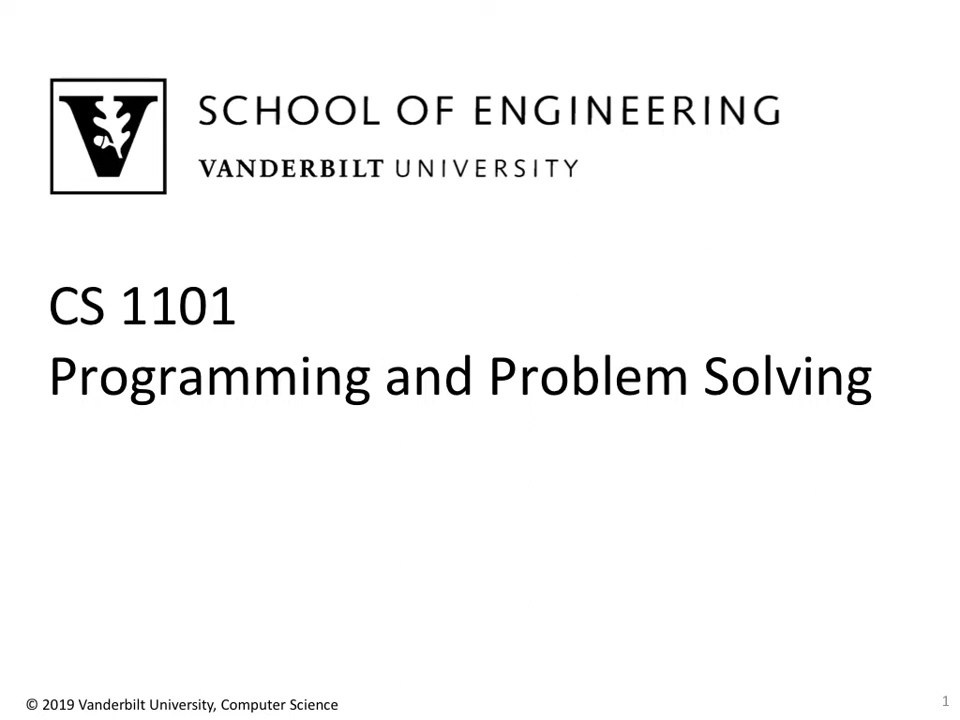 V
SCHOOL OF ENGINEERING
VANDERBILT UNIVERSITY
CS 1101
Programming and Problem Solving
© 2019 Vanderbilt University, Computer Science
1